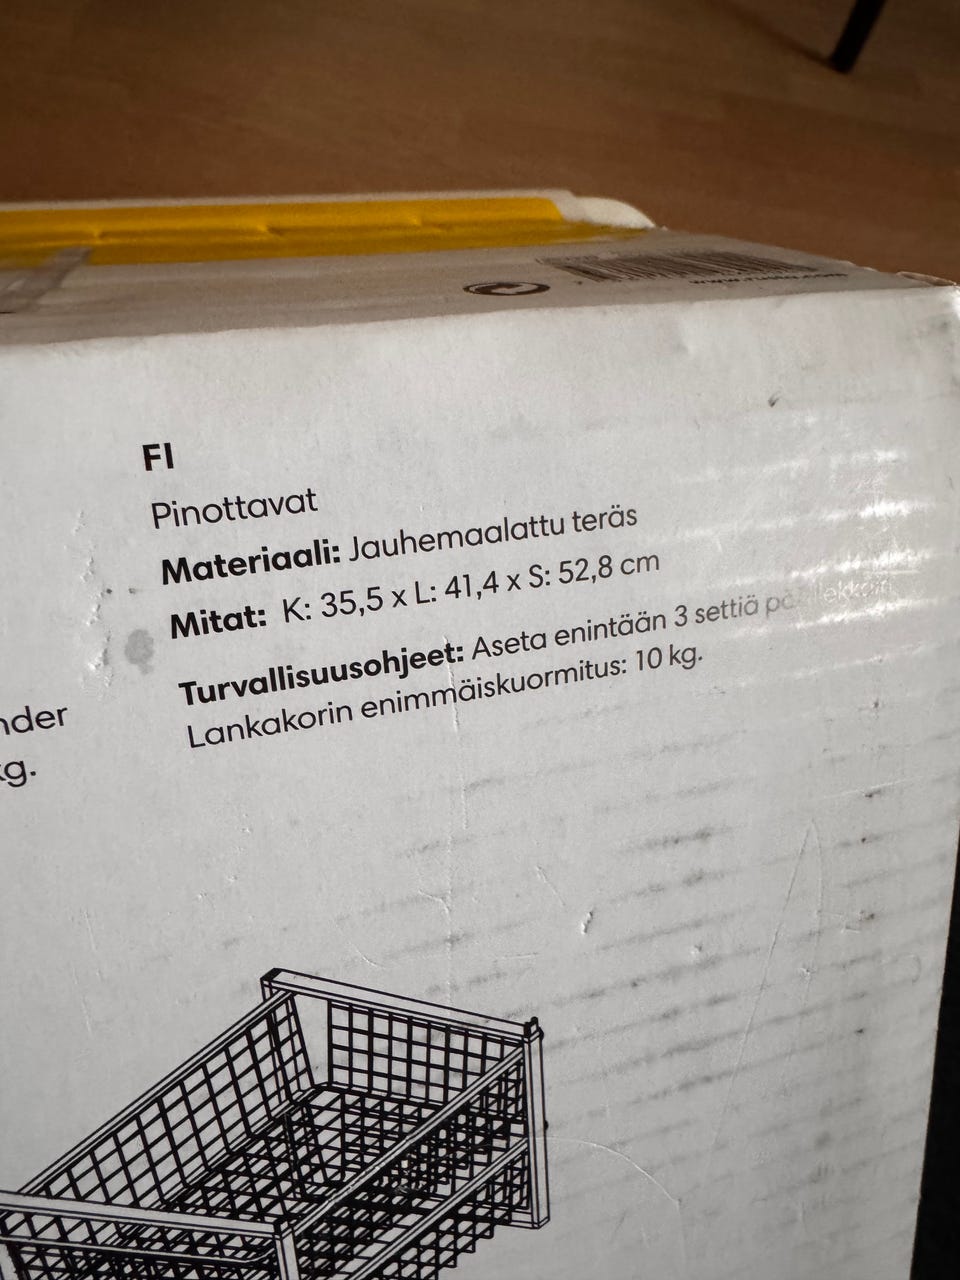 FI
Pinottavat
Materiaali: Jauhemaalattu teräs
Mitat: K: 35,5 x L: 41,4 x S: 52,8 cm
Turvallisuusohjeet: Aseta enintään 3 settiä päällekkäin.
Lankakorin enimmäiskuormitus: 10 kg.
nder
kg.